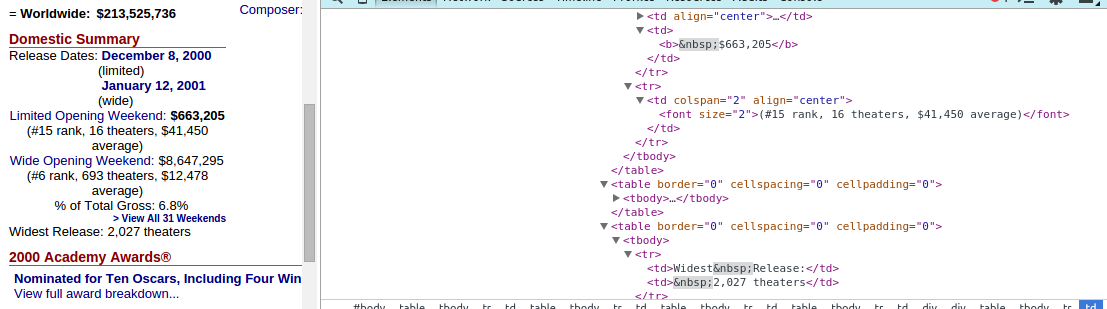 = Worldwide: $213,525,736
Composer:
Domestic Summary
Release Dates: December 8, 2000
(limited)
January 12, 2001
(wide)
Limited Opening Weekend: $663,205
(#15 rank, 16 theaters, $41,450
average)
Wide Opening Weekend: $8,647,295
(#6 rank, 693 theaters, $12,478
average)
% of Total Gross: 6.8%
> View All 31 Weekends
Widest Release: 2,027 theaters
2000 Academy Awards®
Nominated for Ten Oscars, Including Four Win
View full award breakdown...
<td align="center">…</td>
<td>
<b>&nbsp;$663,205</b>
</td>
</tr>
<tr>
<td colspan="2" align="center">
<font size="2">(#15 rank, 16 theaters, $41,450 average)</font>
</td>
</tr>
</tbody>
</table>
<table border="0" cellspacing="0" cellpadding="0">
<tbody>…</tbody>
</table>
<table border="0" cellspacing="0" cellpadding="0">
<tbody>
<tr>
<td>Widest&nbsp;Release:</td>
<td>&nbsp;2,027 theaters</td>
</tr>
#body table tbody tr td table tbody tr td table tbody tr td tbody tr td div div table tbody tr td